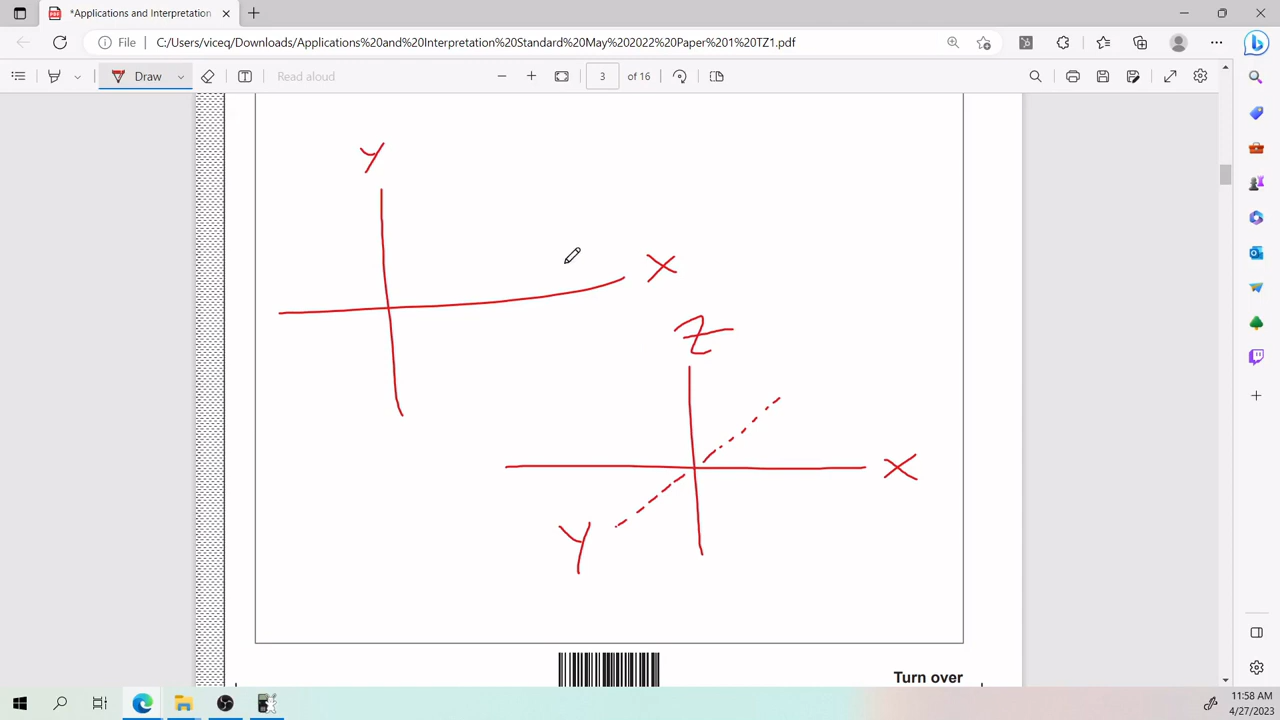 *Applications and Interpretation
File
C:/Users/viceq/Downloads/Applications%20and%20Interpretation%20Standard%20May%202022%20Paper%201%20TZ1.pdf
Draw
Read aloud
3 of 16
Y
X
Z
X
Y
Turn over
11:58 AM
4/27/2023